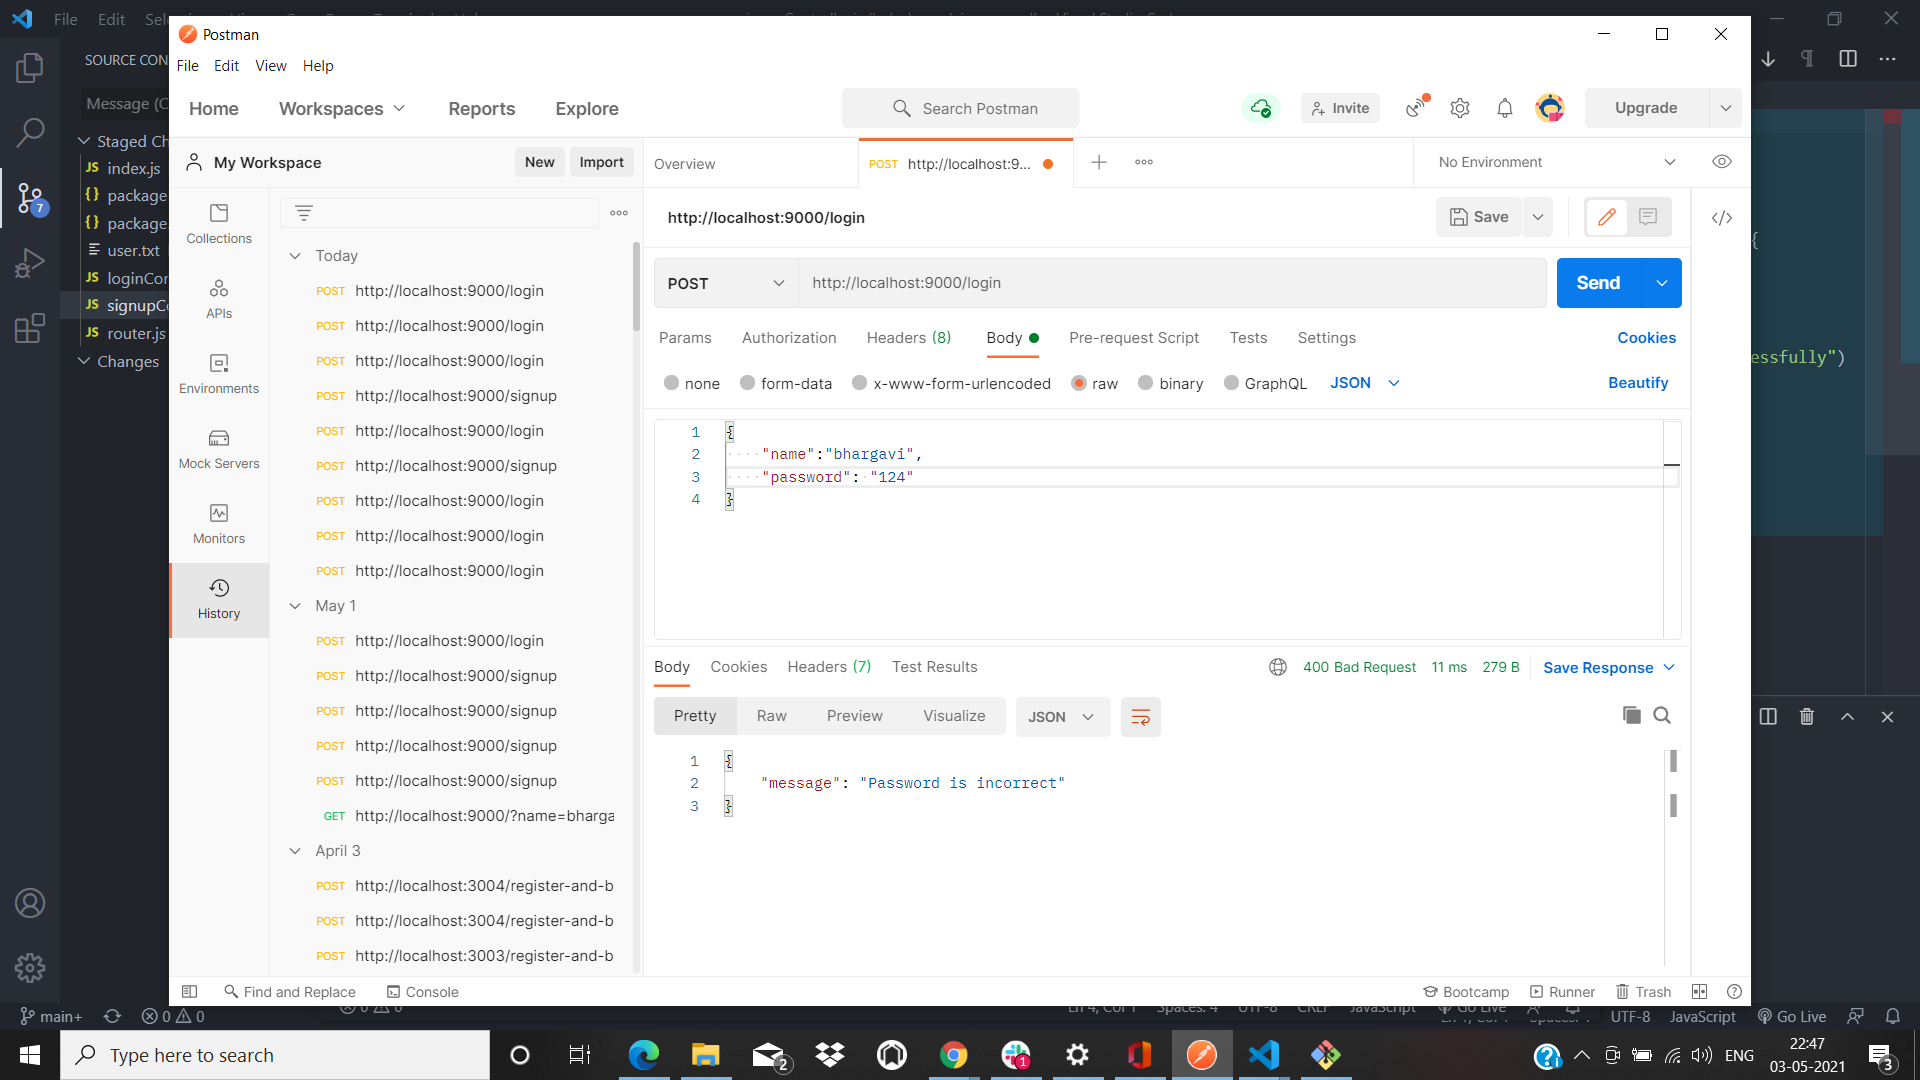 File Edit
Postman
File Edit View Help
SOURCE CON
Home Workspaces Reports Explore Search Postman Invite Upgrade
Message (C
Staged Ch
JS index.js
{} package
{} package.
user.txt
JS loginCor
JS signupCo
JS router.js
Changes
7
My Workspace New Import
Overview POST http://localhost:9... No Environment
Collections
APIs
Environments
Mock Servers
Monitors
History
Today
POST http://localhost:9000/login
POST http://localhost:9000/login
POST http://localhost:9000/login
POST http://localhost:9000/signup
POST http://localhost:9000/login
POST http://localhost:9000/signup
POST http://localhost:9000/login
POST http://localhost:9000/login
POST http://localhost:9000/login
May 1
POST http://localhost:9000/login
POST http://localhost:9000/signup
POST http://localhost:9000/signup
POST http://localhost:9000/signup
POST http://localhost:9000/signup
GET http://localhost:9000/?name=bharga
April 3
POST http://localhost:3004/register-and-b
POST http://localhost:3004/register-and-b
POST http://localhost:3003/register-and-b
http://localhost:9000/login Save
POST http://localhost:9000/login Send
Params Authorization Headers (8) Body Pre-request Script Tests Settings Cookies
none form-data x-www-form-urlencoded raw binary GraphQL JSON Beautify
1 {
2 "name":"bhargavi",
3 "password": "124"
4 }
{
essfully")
Body Cookies Headers (7) Test Results 400 Bad Request 11 ms 279 B Save Response
Pretty Raw Preview Visualize JSON
1 {
2 "message": "Password is incorrect"
3 }
Find and Replace Console Bootcamp Runner Trash
main+ 0 0 UTF-8 JavaScript Go Live
Type here to search
2
1
ENG
22:47
03-05-2021
3